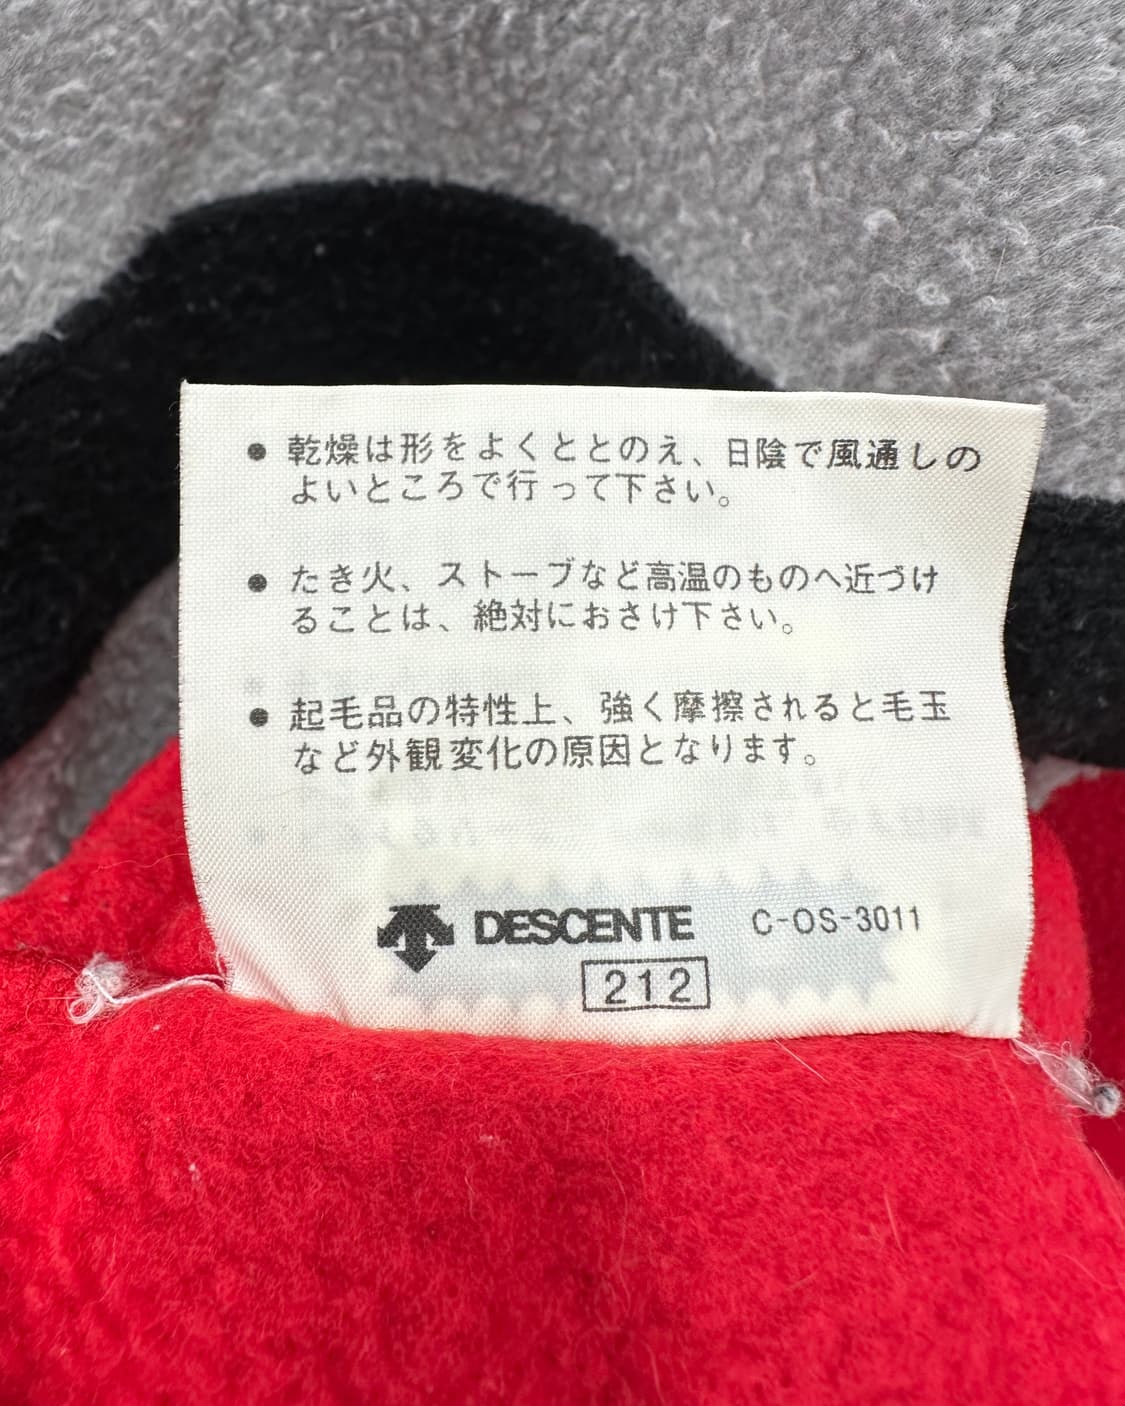 ● 乾燥は形をよくととのえ、日陰で風通しの
よいところで行って下さい。
● たき火、ストーブなど高温のものへ近づけ
ることは、絶対におさけ下さい。
● 起毛品の特性上、強く摩擦されると毛玉
など外観変化の原因となります。
DESCENTE C-OS-3011
212